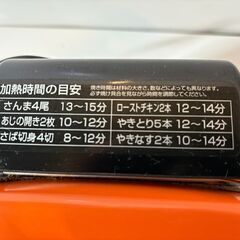 加熱時間の目安
焼き時間は材料の大きさ、数などによっても異なります。
必ず焼け具合をみながら時間を調節してください。
さんま4尾 13〜15分 ローストチキン2本 12〜14分
あじの開き2枚 10〜12分 やきとり5本 12〜14分
さば切身4切 8〜12分 やきなす2本 10〜14分